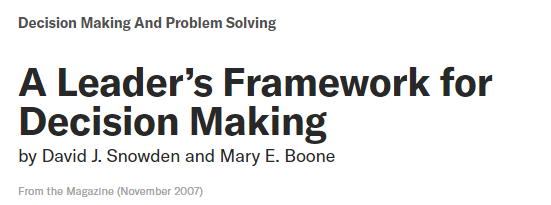 Decision Making And Problem Solving
A Leader's Framework for
Decision Making
by David J. Snowden and Mary E. Boone
From the Magazine (November 2007)